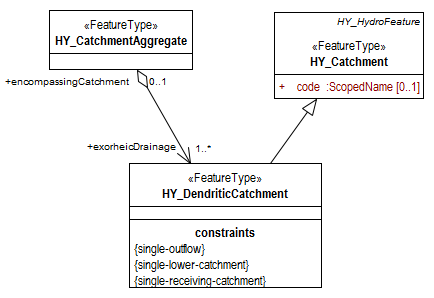 «FeatureType»
HY_CatchmentAggregate
HY_HydroFeature
«FeatureType»
HY_Catchment
+ code :ScopedName [0..1]
+encompassingCatchment
0..1
+exorheicDrainage
1..*
«FeatureType»
HY_DendriticCatchment
constraints
{single-outflow}
{single-lower-catchment}
{single-receiving-catchment}